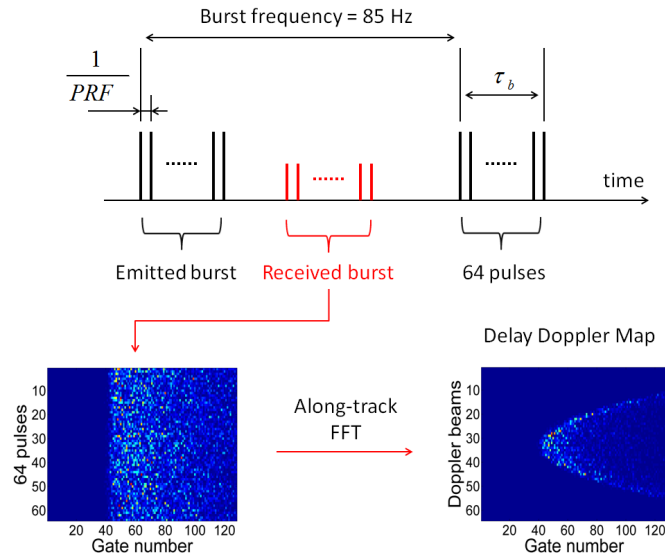 Burst frequency = 85 Hz
1
PRF
τ b
......
......
......
time
Emitted burst
Received burst
64 pulses
Delay Doppler Map
64 pulses
10
20
30
40
50
60
20 40 60 80 100 120
Gate number
Along-track
FFT
Doppler beams
10
20
30
40
50
60
20 40 60 80 100 120
Gate number